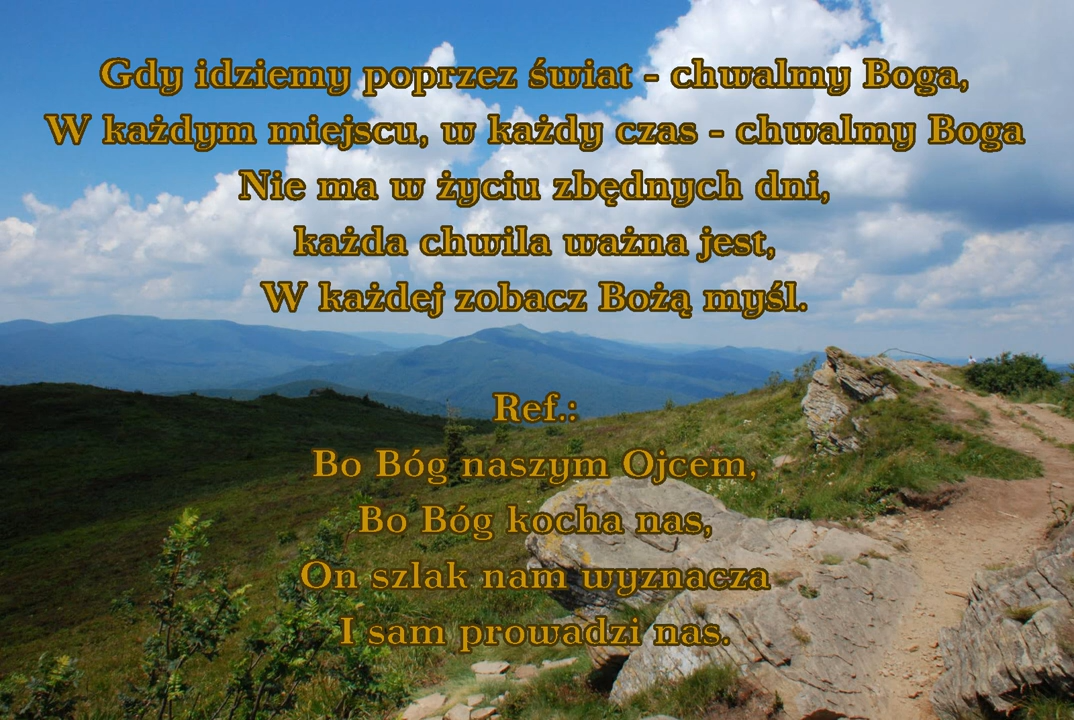 Gdy idziemy poprzez świat - chwalmy Boga,
W każdym miejscu, w każdy czas - chwalmy Boga
Nie ma w życiu zbędnych dni,
każda chwila ważna jest,
W każdej zobacz Bożą myśl.
Ref.:
Bo Bóg naszym Ojcem,
Bo Bóg kocha nas,
On szlak nam wyznacza
I sam prowadzi nas.